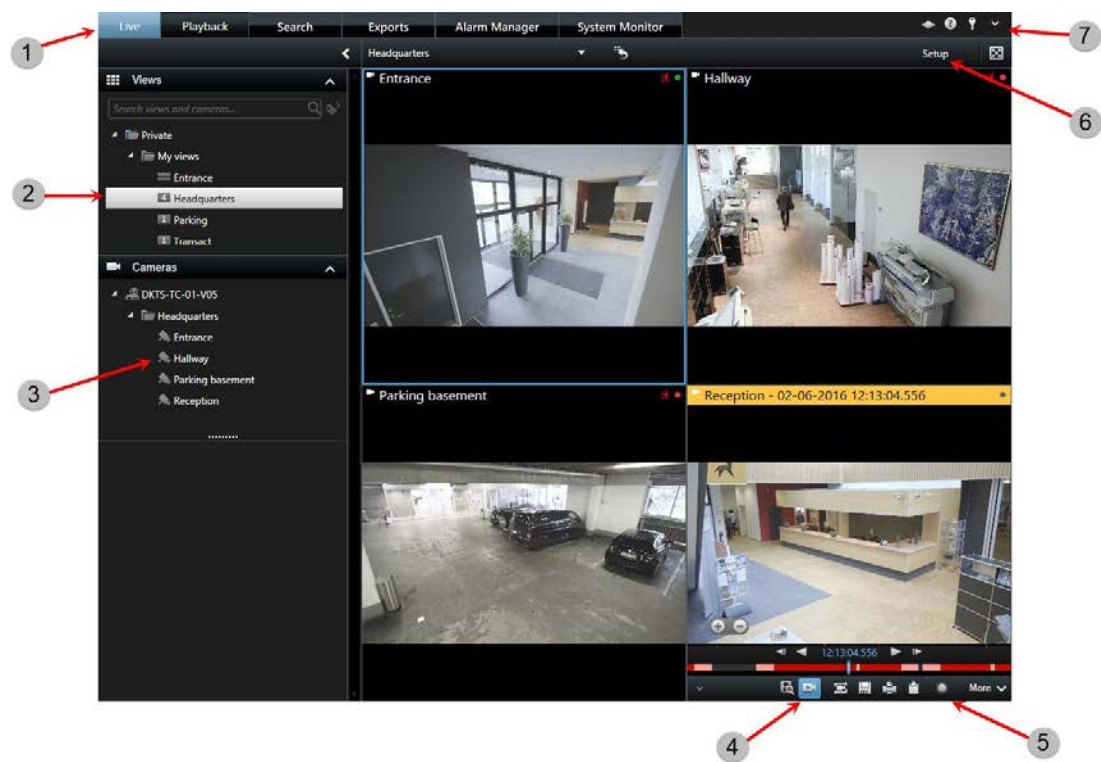 Live Playback Search Exports Alarm Manager System Monitor
1
7
Headquarters Setup
Views
Entrance
Hallway
Search views and cameras...
6
Private
My views
Entrance
2
Headquarters
Parking
Transact
Cameras
DKTS-TC-01-V05
Headquarters
Entrance
Hallway
3
Parking basement
Reception
Parking basement
Reception - 02-06-2016 12:13:04.556
12:13:04.556
More
4
5